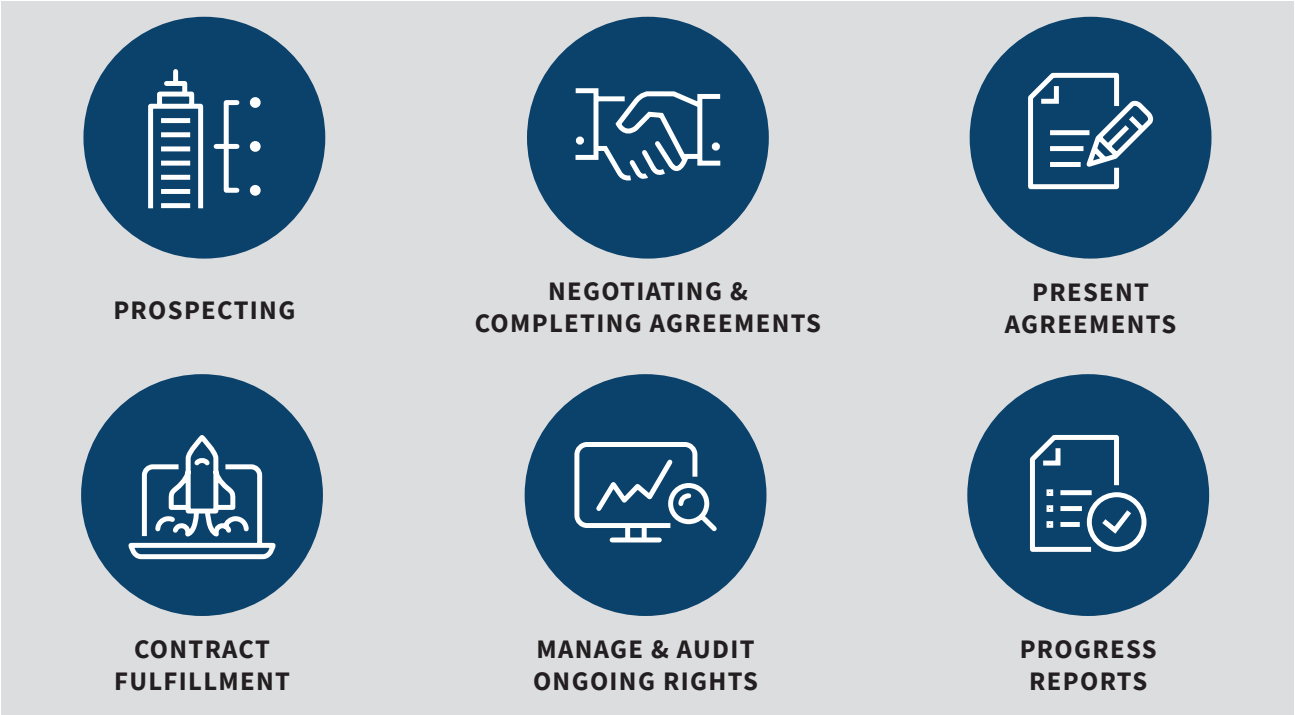 PROSPECTING
NEGOTIATING &
COMPLETING AGREEMENTS
PRESENT
AGREEMENTS
CONTRACT
FULFILLMENT
MANAGE & AUDIT
ONGOING RIGHTS
PROGRESS
REPORTS